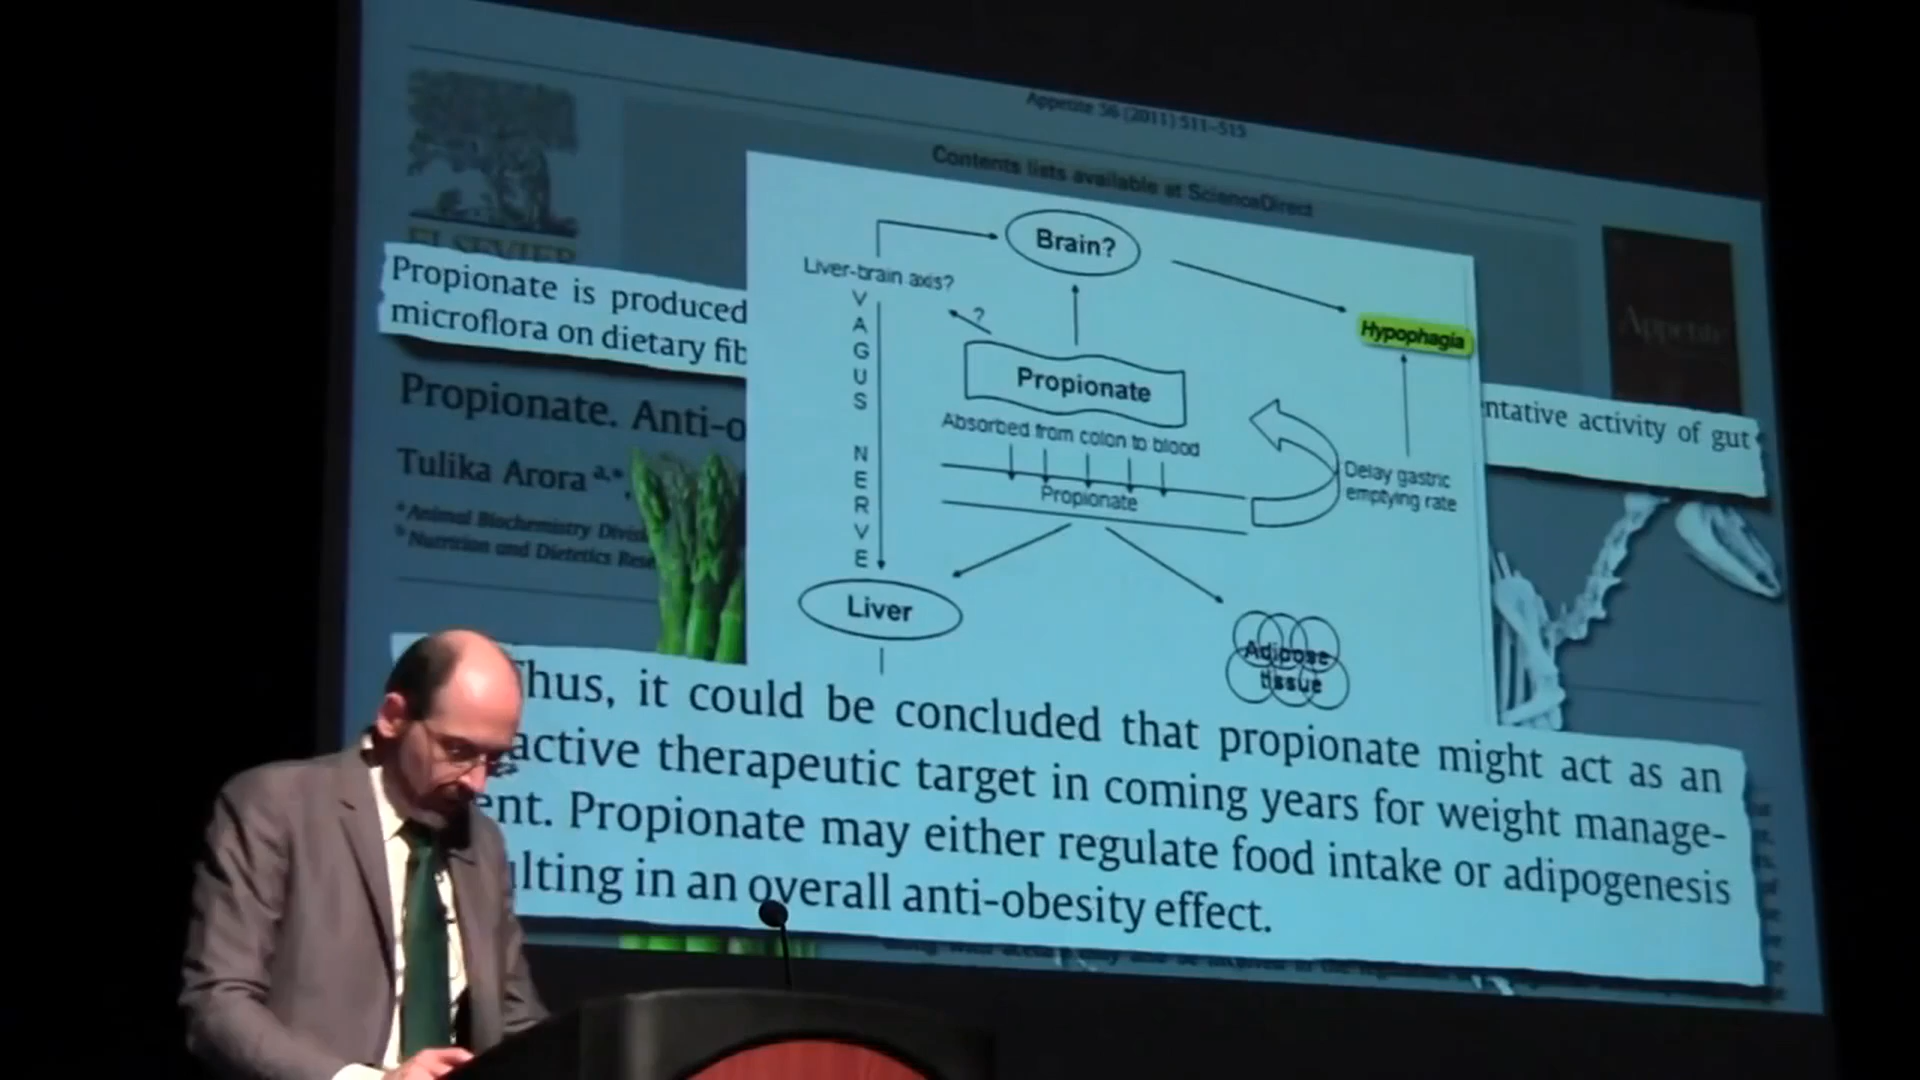 Appetite 56 (2011) 511–515
Contents lists available at ScienceDirect
ELSEVIER
Appetite
Propionate is produced
ntative activity of gut
microflora on dietary fib
Propionate. Anti-o
Tulika Arora a,*,
a Animal Biochemistry Divisi
b Nutrition and Dietetics Rese
Brain?
Liver-brain axis?
?
Hypophagia
VAGUS NERVE
Propionate
Absorbed from colon to blood
Propionate
Delay gastric
emptying rate
Liver
Adipose
tissue
Thus, it could be concluded that propionate might act as an
active therapeutic target in coming years for weight manage-
ent. Propionate may either regulate food intake or adipogenesis
ulting in an overall anti-obesity effect.